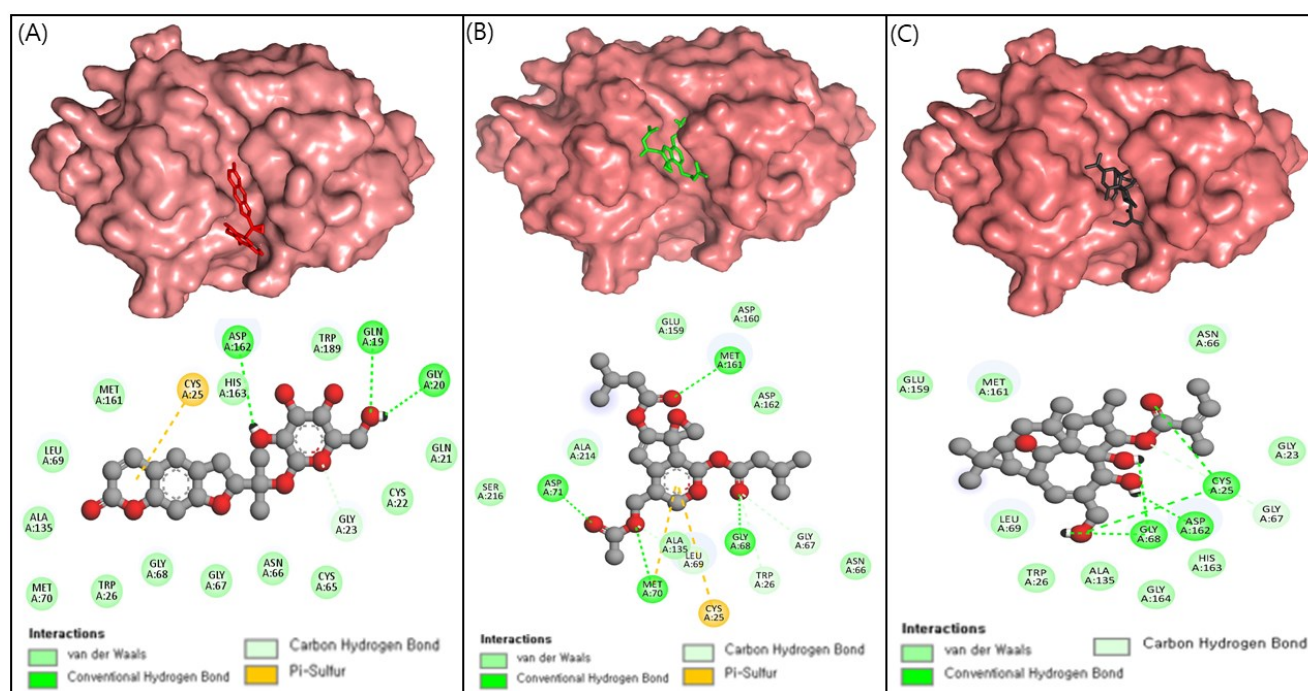 (A)
ASP
A:162
TRP
A:189
GLN
A:19
GLY
A:20
CYS
A:25
HIS
A:163
MET
A:161
LEU
A:69
GLN
A:21
CYS
A:22
GLY
A:23
ALA
A:135
MET
A:70
TRP
A:26
GLY
A:68
GLY
A:67
ASN
A:66
CYS
A:65
Interactions
van der Waals
Conventional Hydrogen Bond
Carbon Hydrogen Bond
Pi-Sulfur
(B)
GLU
A:159
ASP
A:160
MET
A:161
ASP
A:162
ALA
A:214
SER
A:216
ASP
A:71
ALA
A:135
LEU
A:69
GLY
A:68
GLY
A:67
ASN
A:66
TRP
A:26
MET
A:70
CYS
A:25
Interactions
van der Waals
Conventional Hydrogen Bond
Carbon Hydrogen Bond
Pi-Sulfur
(C)
ASN
A:66
GLU
A:159
MET
A:161
GLY
A:23
CYS
A:25
GLY
A:67
LEU
A:69
GLY
A:68
ASP
A:162
HIS
A:163
TRP
A:26
ALA
A:135
GLY
A:164
Interactions
van der Waals
Conventional Hydrogen Bond
Carbon Hydrogen Bond